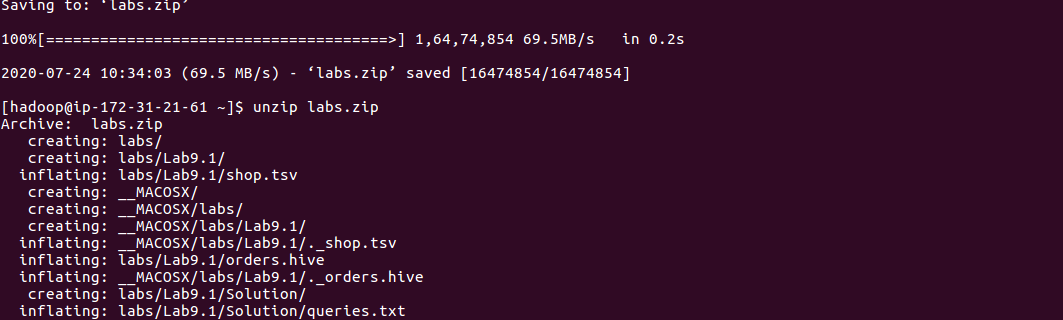 Saving to: ‘labs.zip’
100%[======================================>] 1,64,74,854 69.5MB/s   in 0.2s
2020-07-24 10:34:03 (69.5 MB/s) - ‘labs.zip’ saved [16474854/16474854]
[hadoop@ip-172-31-21-61 ~]$ unzip labs.zip
Archive:  labs.zip
   creating: labs/
   creating: labs/Lab9.1/
  inflating: labs/Lab9.1/shop.tsv
   creating: __MACOSX/
   creating: __MACOSX/labs/
   creating: __MACOSX/labs/Lab9.1/
  inflating: __MACOSX/labs/Lab9.1/._shop.tsv
  inflating: labs/Lab9.1/orders.hive
  inflating: __MACOSX/labs/Lab9.1/._orders.hive
   creating: labs/Lab9.1/Solution/
  inflating: labs/Lab9.1/Solution/queries.txt